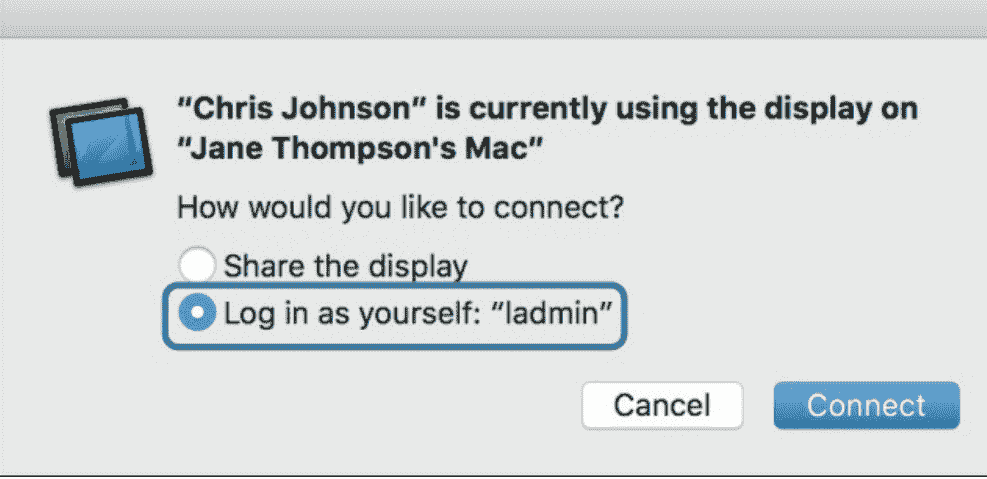 “Chris Johnson” is currently using the display on
“Jane Thompson's Mac”
How would you like to connect?
Share the display
Log in as yourself: “ladmin”
Cancel
Connect